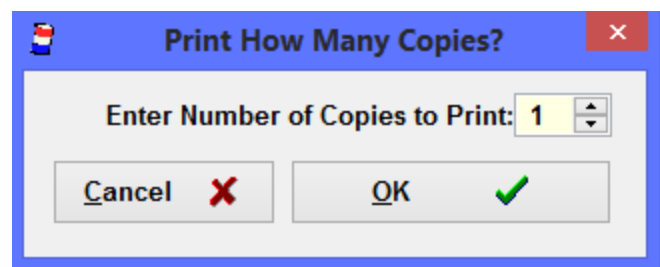 Print How Many Copies?
Enter Number of Copies to Print: 1
Cancel
OK